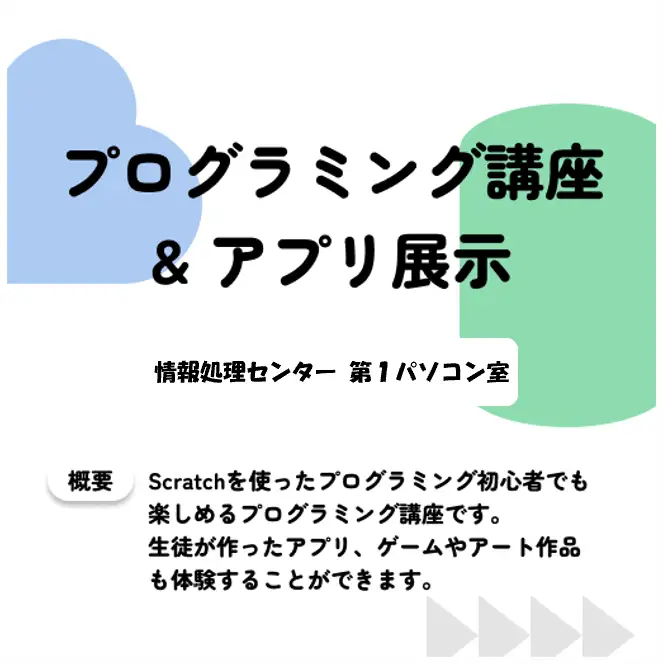 プログラミング講座
& アプリ展示
情報処理センター 第1パソコン室
概要
Scratchを使ったプログラミング初心者でも
楽しめるプログラミング講座です。
生徒が作ったアプリ、ゲームやアート作品
も体験することができます。